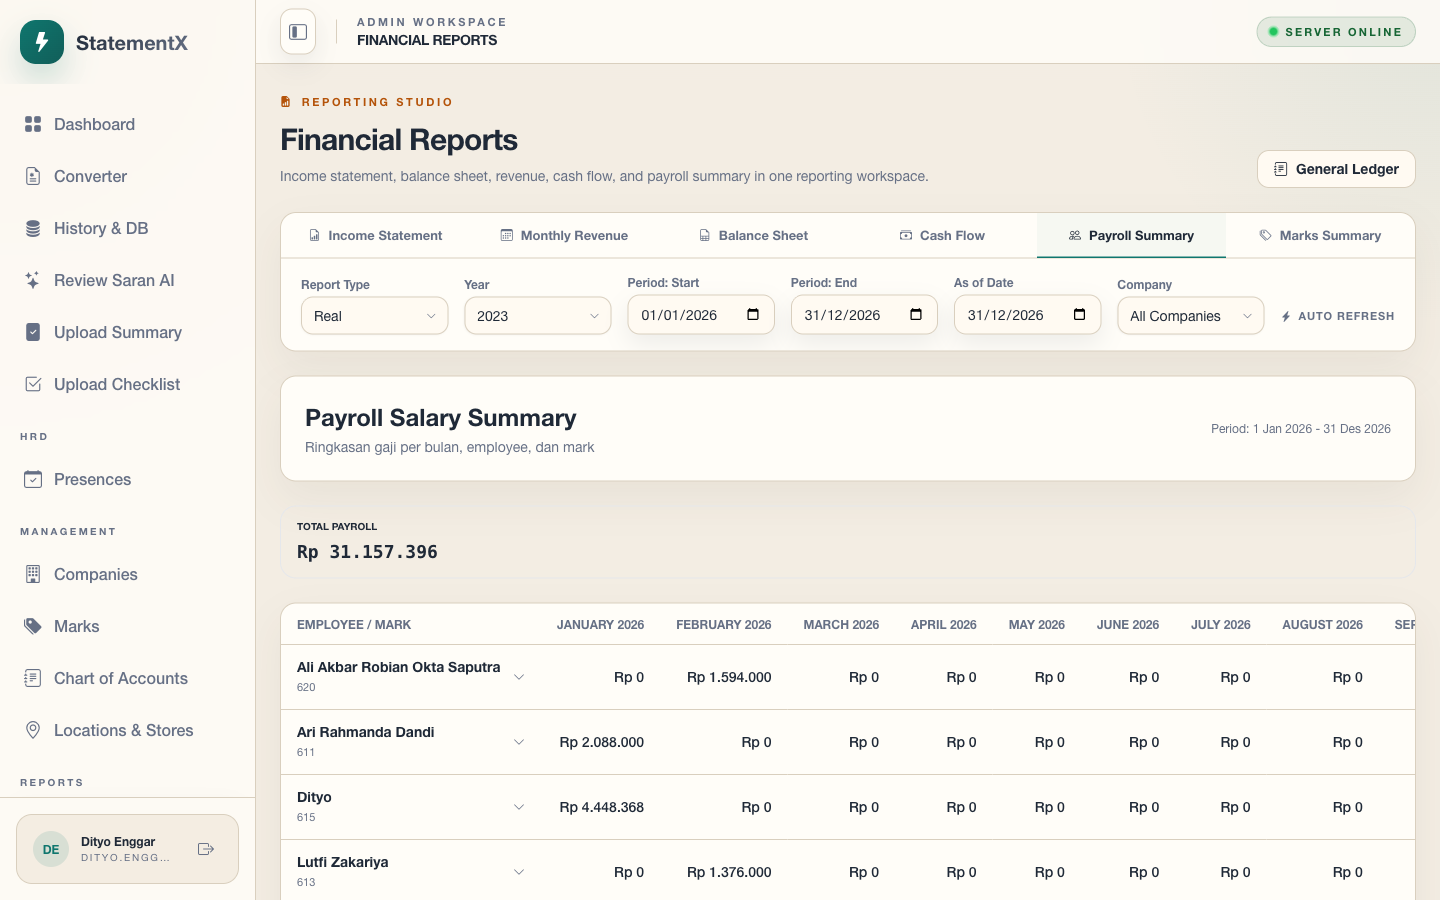 StatementX
Dashboard
Converter
History & DB
Review Saran AI
Upload Summary
Upload Checklist
HRD
Presences
MANAGEMENT
Companies
Marks
Chart of Accounts
Locations & Stores
REPORTS
DE
Dityo Enggar
DITYO.ENGG...
ADMIN WORKSPACE
FINANCIAL REPORTS
SERVER ONLINE
REPORTING STUDIO
Financial Reports
Income statement, balance sheet, revenue, cash flow, and payroll summary in one reporting workspace.
General Ledger
Income Statement
Monthly Revenue
Balance Sheet
Cash Flow
Payroll Summary
Marks Summary
Report Type
Year
Period: Start
Period: End
As of Date
Company
Real
2023
01/01/2026
31/12/2026
31/12/2026
All Companies
AUTO REFRESH
Payroll Salary Summary
Ringkasan gaji per bulan, employee, dan mark
Period: 1 Jan 2026 - 31 Des 2026
TOTAL PAYROLL
Rp 31.157.396
EMPLOYEE / MARK JANUARY 2026 FEBRUARY 2026 MARCH 2026 APRIL 2026 MAY 2026 JUNE 2026 JULY 2026 AUGUST 2026
Ali Akbar Robian Okta Saputra
620
Rp 0 Rp 1.594.000 Rp 0 Rp 0 Rp 0 Rp 0 Rp 0 Rp 0
Ari Rahmanda Dandi
611
Rp 2.088.000 Rp 0 Rp 0 Rp 0 Rp 0 Rp 0 Rp 0 Rp 0
Dityo
615
Rp 4.448.368 Rp 0 Rp 0 Rp 0 Rp 0 Rp 0 Rp 0 Rp 0
Lutfi Zakariya
613
Rp 0 Rp 1.376.000 Rp 0 Rp 0 Rp 0 Rp 0 Rp 0 Rp 0